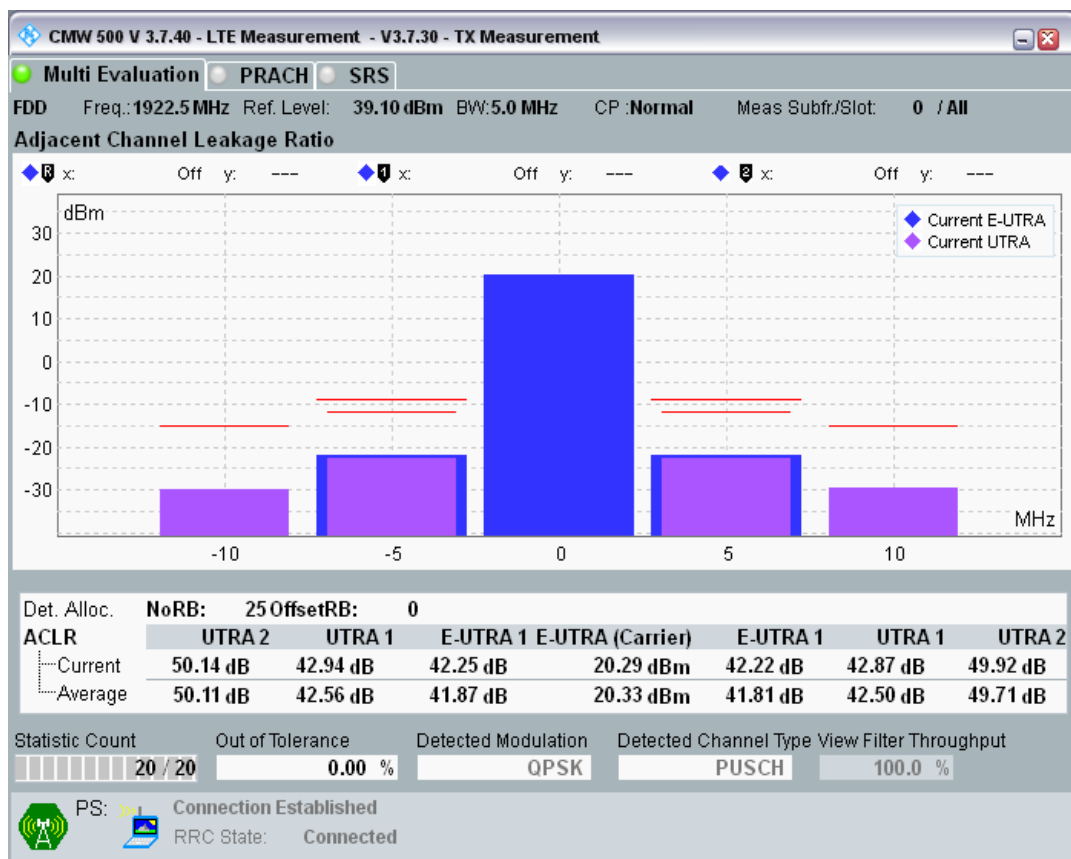 CMW 500 V 3.7.40 - LTE Measurement - V3.7.30 - TX Measurement
Multi Evaluation PRACH SRS
FDD Freq.: 1922.5 MHz Ref. Level: 39.10 dBm BW: 5.0 MHz CP : Normal Meas Subfr./Slot: 0 / All
Adjacent Channel Leakage Ratio
R x: Off y: --- 1 x: Off y: --- 2 x: Off y: ---
dBm
Current E-UTRA
Current UTRA
30
20
10
0
-10
-20
-30
MHz
-10 -5 0 5 10
Det. Alloc. NoRB: 25 OffsetRB: 0
ACLR UTRA 2 UTRA 1 E-UTRA 1 E-UTRA (Carrier) E-UTRA 1 UTRA 1 UTRA 2
Current 50.14 dB 42.94 dB 42.25 dB 20.29 dBm 42.22 dB 42.87 dB 49.92 dB
Average 50.11 dB 42.56 dB 41.87 dB 20.33 dBm 41.81 dB 42.50 dB 49.71 dB
Statistic Count Out of Tolerance Detected Modulation Detected Channel Type View Filter Throughput
20 / 20 0.00 % QPSK PUSCH 100.0 %
PS: Connection Established
RRC State: Connected